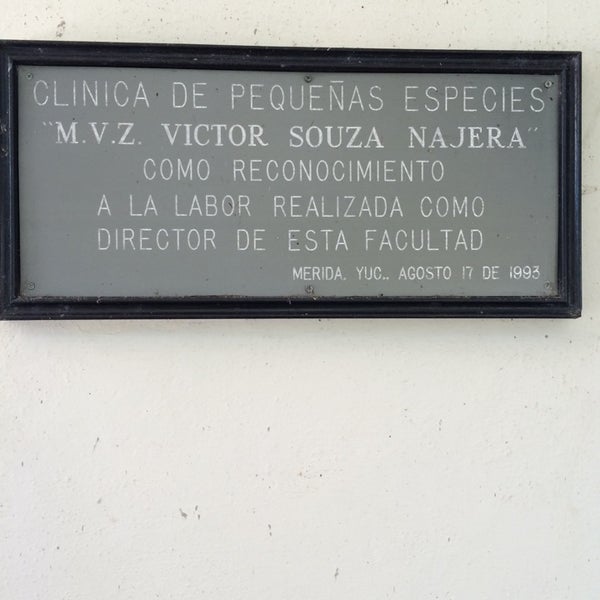 CLINICA DE PEQUEÑAS ESPECIES
"M.V.Z. VICTOR SOUZA NAJERA"
COMO RECONOCIMIENTO
A LA LABOR REALIZADA COMO
DIRECTOR DE ESTA FACULTAD
MERIDA. YUC.. AGOSTO 17 DE 1993